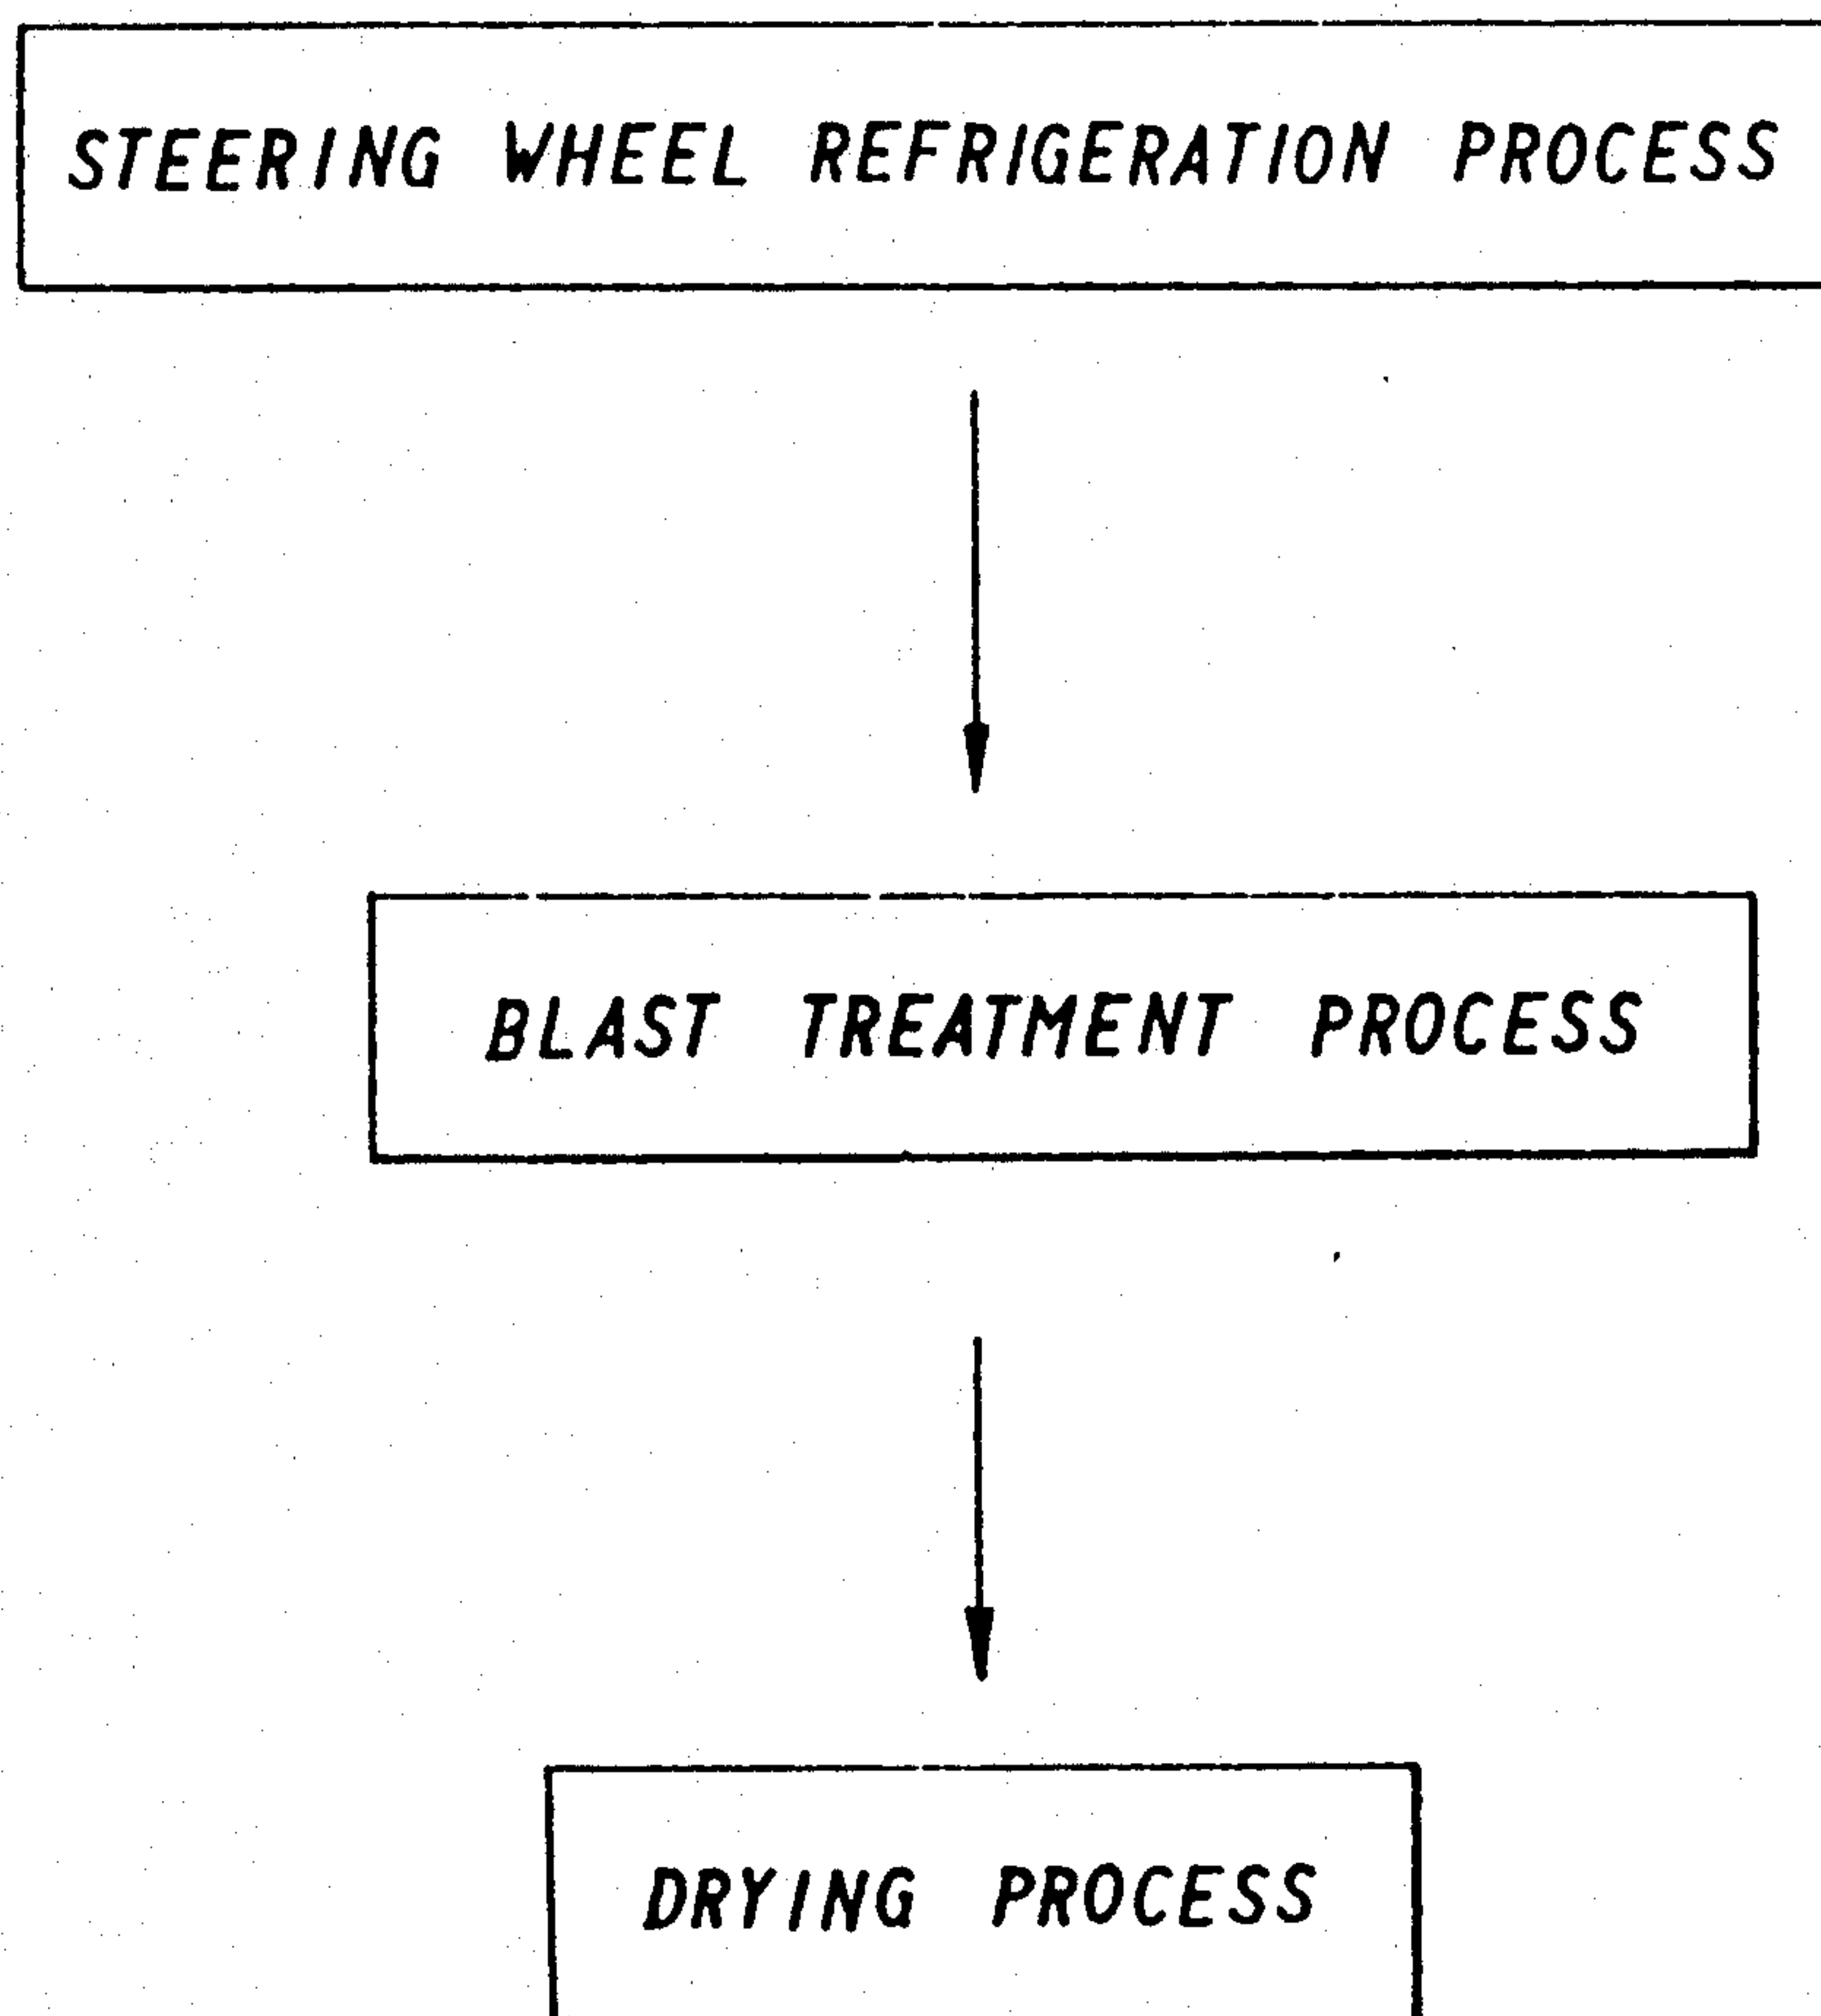 STEERING WHEEL REFRIGERATION PROCESS
BLAST TREATMENT PROCESS
DRYING PROCESS